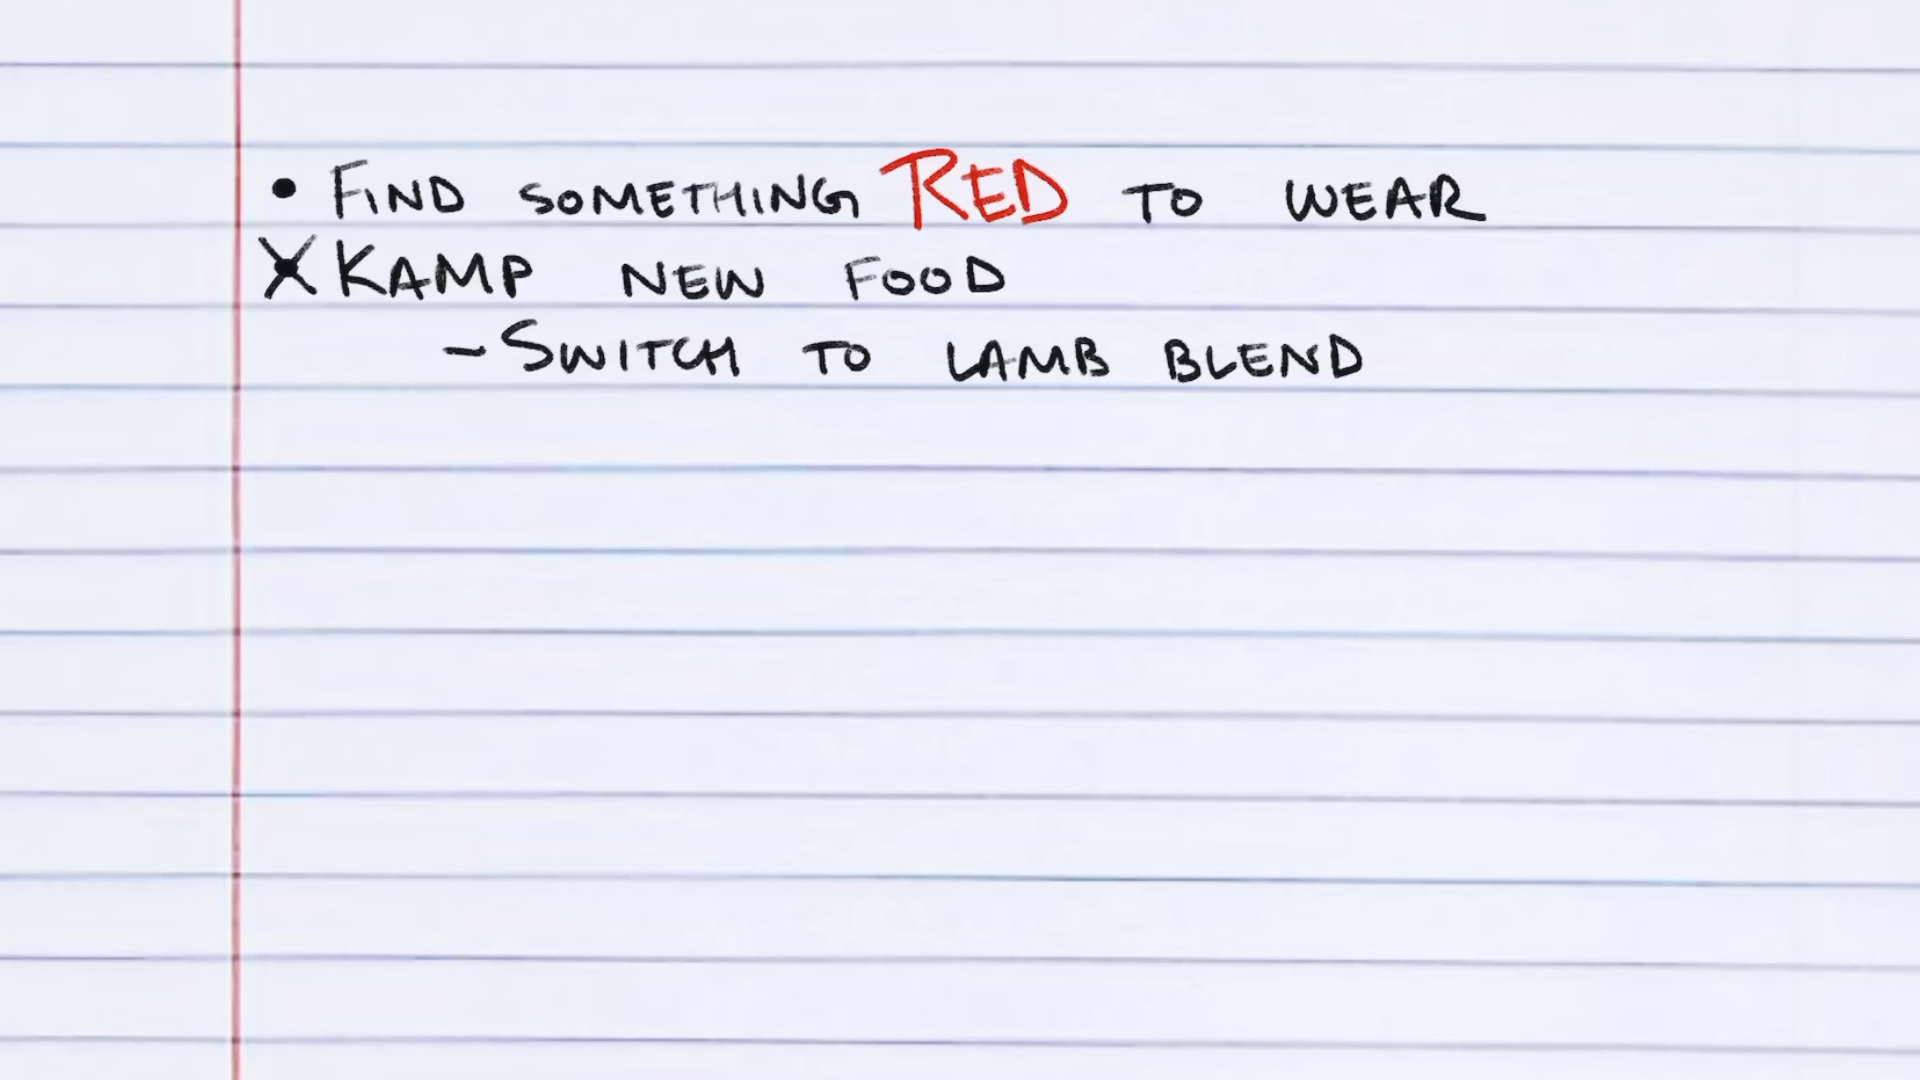 • FIND SOMETHING RED TO WEAR
X KAMP NEW FOOD
- SWITCH TO LAMB BLEND